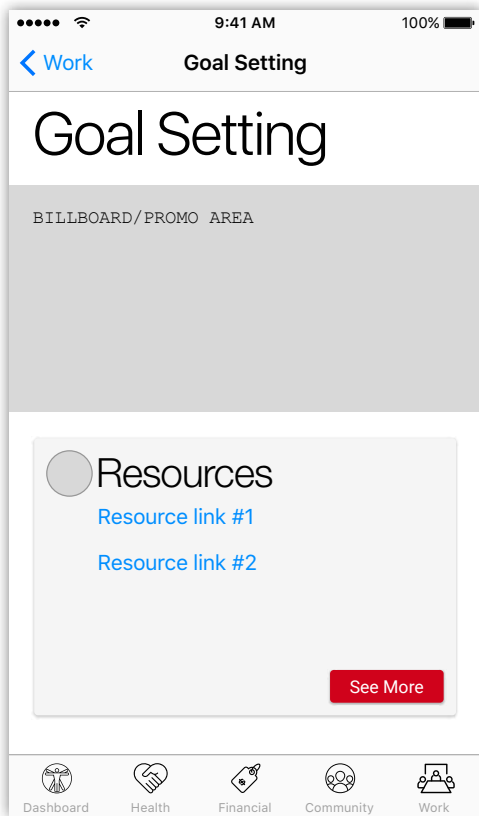 9:41 AM 100%
Work Goal Setting
Goal Setting
BILLBOARD/PROMO AREA
Resources
Resource link #1
Resource link #2
See More
Dashboard Health Financial Community Work